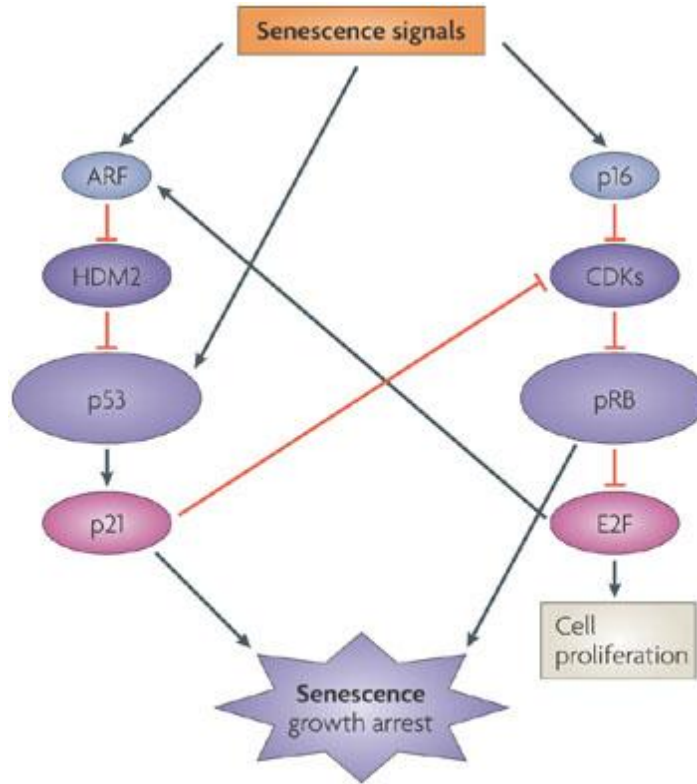 Senescence signals
ARF
p16
HDM2
CDKs
p53
pRB
p21
E2F
Cell
proliferation
Senescence
growth arrest